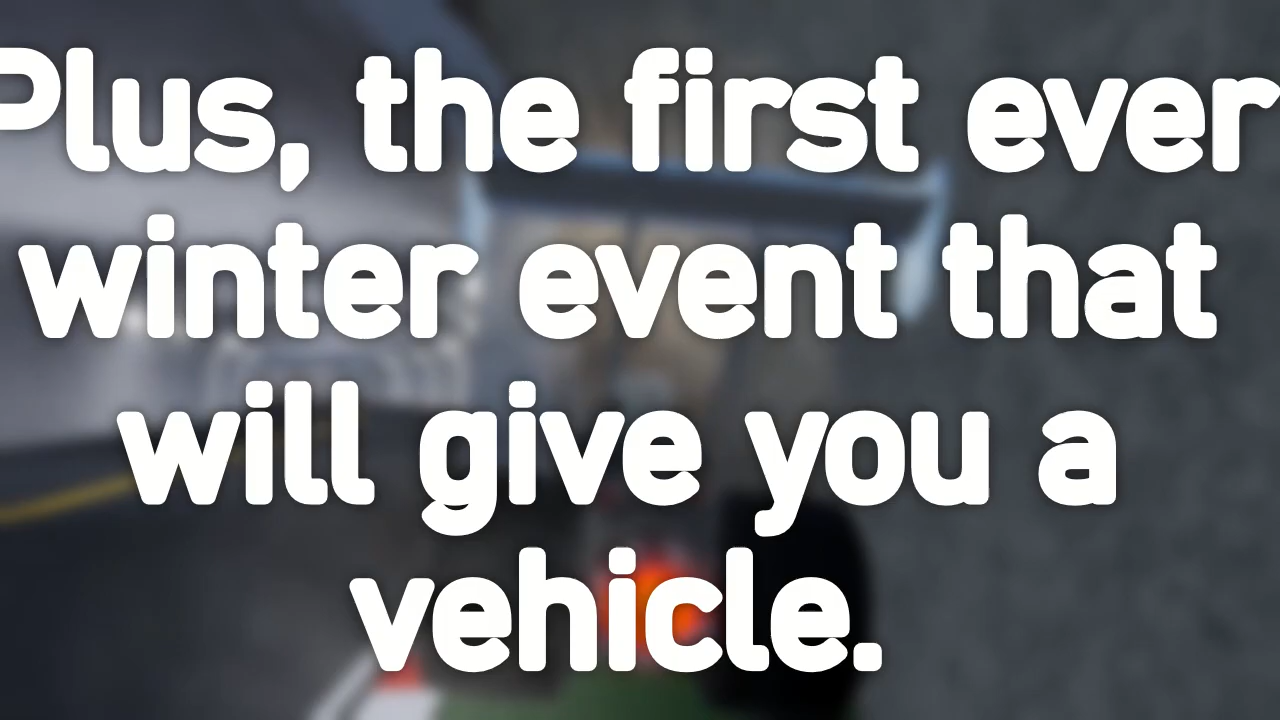 Plus, the first ever
winter event that
will give you a
vehicle.